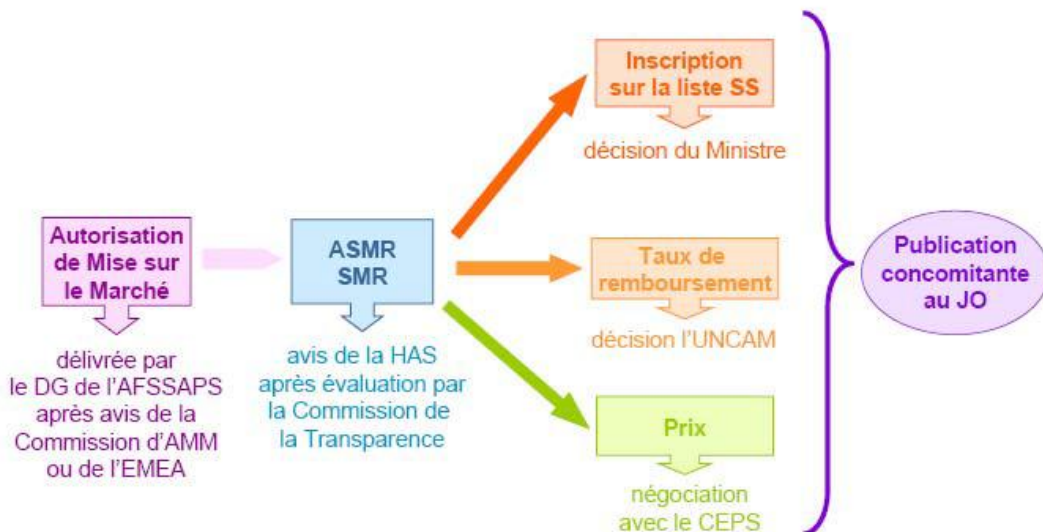 Autorisation
de Mise sur
le Marché
délivrée par
le DG de l'AFSSAPS
après avis de la
Commission d'AMM
ou de l'EMEA
ASMR
SMR
avis de la HAS
après évaluation par
la Commission de
la Transparence
Inscription
sur la liste SS
décision du Ministre
Taux de
remboursement
décision l'UNCAM
Prix
négociation
avec le CEPS
Publication
concomitante
au JO